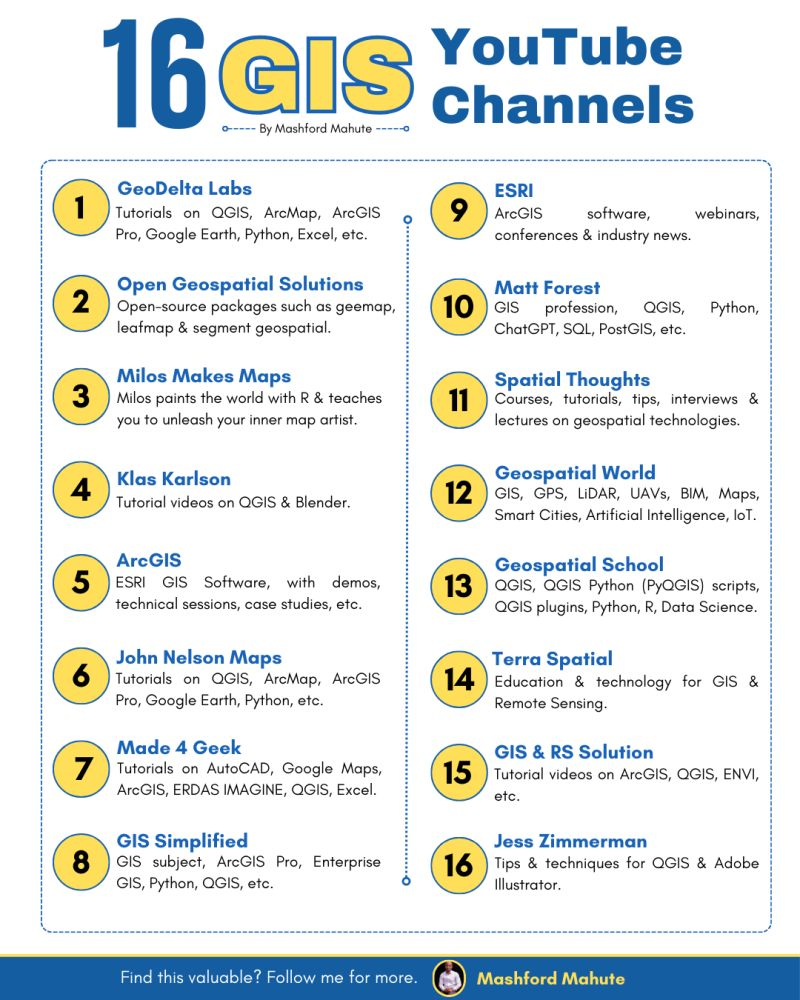 16 GIS YouTube
Channels
By Mashford Mahute
1
GeoDelta Labs
Tutorials on QGIS, ArcMap, ArcGIS
Pro, Google Earth, Python, Excel, etc.
2
Open Geospatial Solutions
Open-source packages such as geemap,
leafmap & segment geospatial.
3
Milos Makes Maps
Milos paints the world with R & teaches
you to unleash your inner map artist.
4
Klas Karlson
Tutorial videos on QGIS & Blender.
5
ArcGIS
ESRI GIS Software, with demos,
technical sessions, case studies, etc.
6
John Nelson Maps
Tutorials on QGIS, ArcMap, ArcGIS
Pro, Google Earth, Python, etc.
7
Made 4 Geek
Tutorials on AutoCAD, Google Maps,
ArcGIS, ERDAS IMAGINE, QGIS, Excel.
8
GIS Simplified
GIS subject, ArcGIS Pro, Enterprise
GIS, Python, QGIS, etc.
9
ESRI
ArcGIS software, webinars,
conferences & industry news.
10
Matt Forest
GIS profession, QGIS, Python,
ChatGPT, SQL, PostGIS, etc.
11
Spatial Thoughts
Courses, tutorials, tips, interviews &
lectures on geospatial technologies.
12
Geospatial World
GIS, GPS, LiDAR, UAVs, BIM, Maps,
Smart Cities, Artificial Intelligence, IoT.
13
Geospatial School
QGIS, QGIS Python (PyQGIS) scripts,
QGIS plugins, Python, R, Data Science.
14
Terra Spatial
Education & technology for GIS &
Remote Sensing.
15
GIS & RS Solution
Tutorial videos on ArcGIS, QGIS, ENVI,
etc.
16
Jess Zimmerman
Tips & techniques for QGIS & Adobe
Illustrator.
Find this valuable? Follow me for more. Mashford Mahute